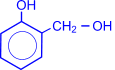 OH
CH₂ – OH